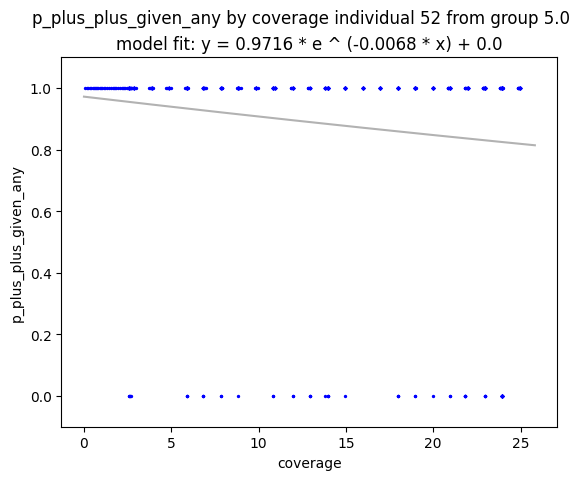 p_plus_plus_given_any by coverage individual 52 from group 5.0
model fit: y = 0.9716 * e ^ (-0.0068 * x) + 0.0
1.0
0.8
0.6
0.4
0.2
0.0
p_plus_plus_given_any
0 5 10 15 20 25
coverage